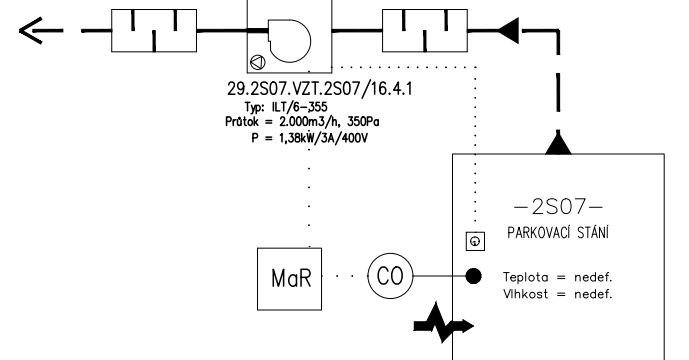 29.2S07.VZT.2S07/16.4.1
Typ: ILT/6-355
Průtok = 2.000m3/h, 350Pa
P = 1,38kW/3A/400V
-2S07-
PARKOVACÍ STÁNÍ
MaR
CO
Teplota = nedef.
Vlhkost = nedef.